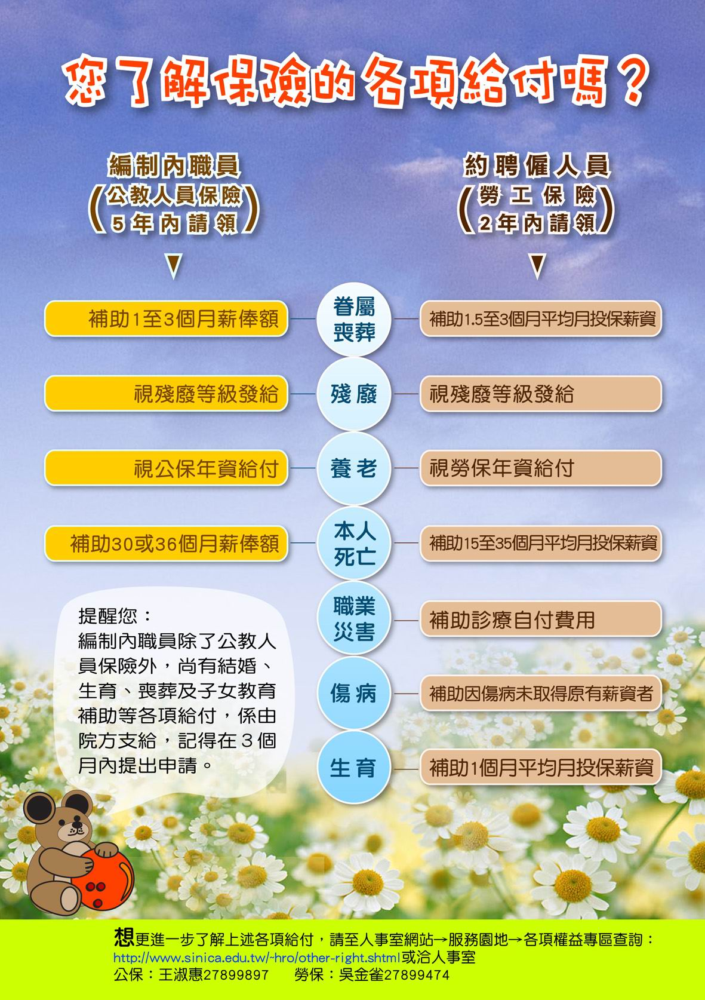 您了解保險的各項給付嗎？
編制內職員
(公教人員保險)
(5年內請領)
約聘僱人員
(勞工保險)
(2年內請領)
補助1至3個月薪俸額
眷屬
喪葬
補助1.5至3個月平均月投保薪資
視殘廢等級發給
殘廢
視殘廢等級發給
視公保年資給付
養老
視勞保年資給付
補助30或36個月薪俸額
本人
死亡
補助15至35個月平均月投保薪資
職業
災害
補助診療自付費用
傷病
補助因傷病未取得原有薪資者
生育
補助1個月平均月投保薪資
提醒您：
編制內職員除了公教人
員保險外，尚有結婚、
生育、喪葬及子女教育
補助等各項給付，係由
院方支給，記得在３個
月內提出申請。
想更進一步了解上述各項給付，請至人事室網站→服務園地→各項權益專區查詢：
http://www.sinica.edu.tw/~hro/other-right.shtml或洽人事室
公保：王淑惠27899897　勞保：吳金雀27899474